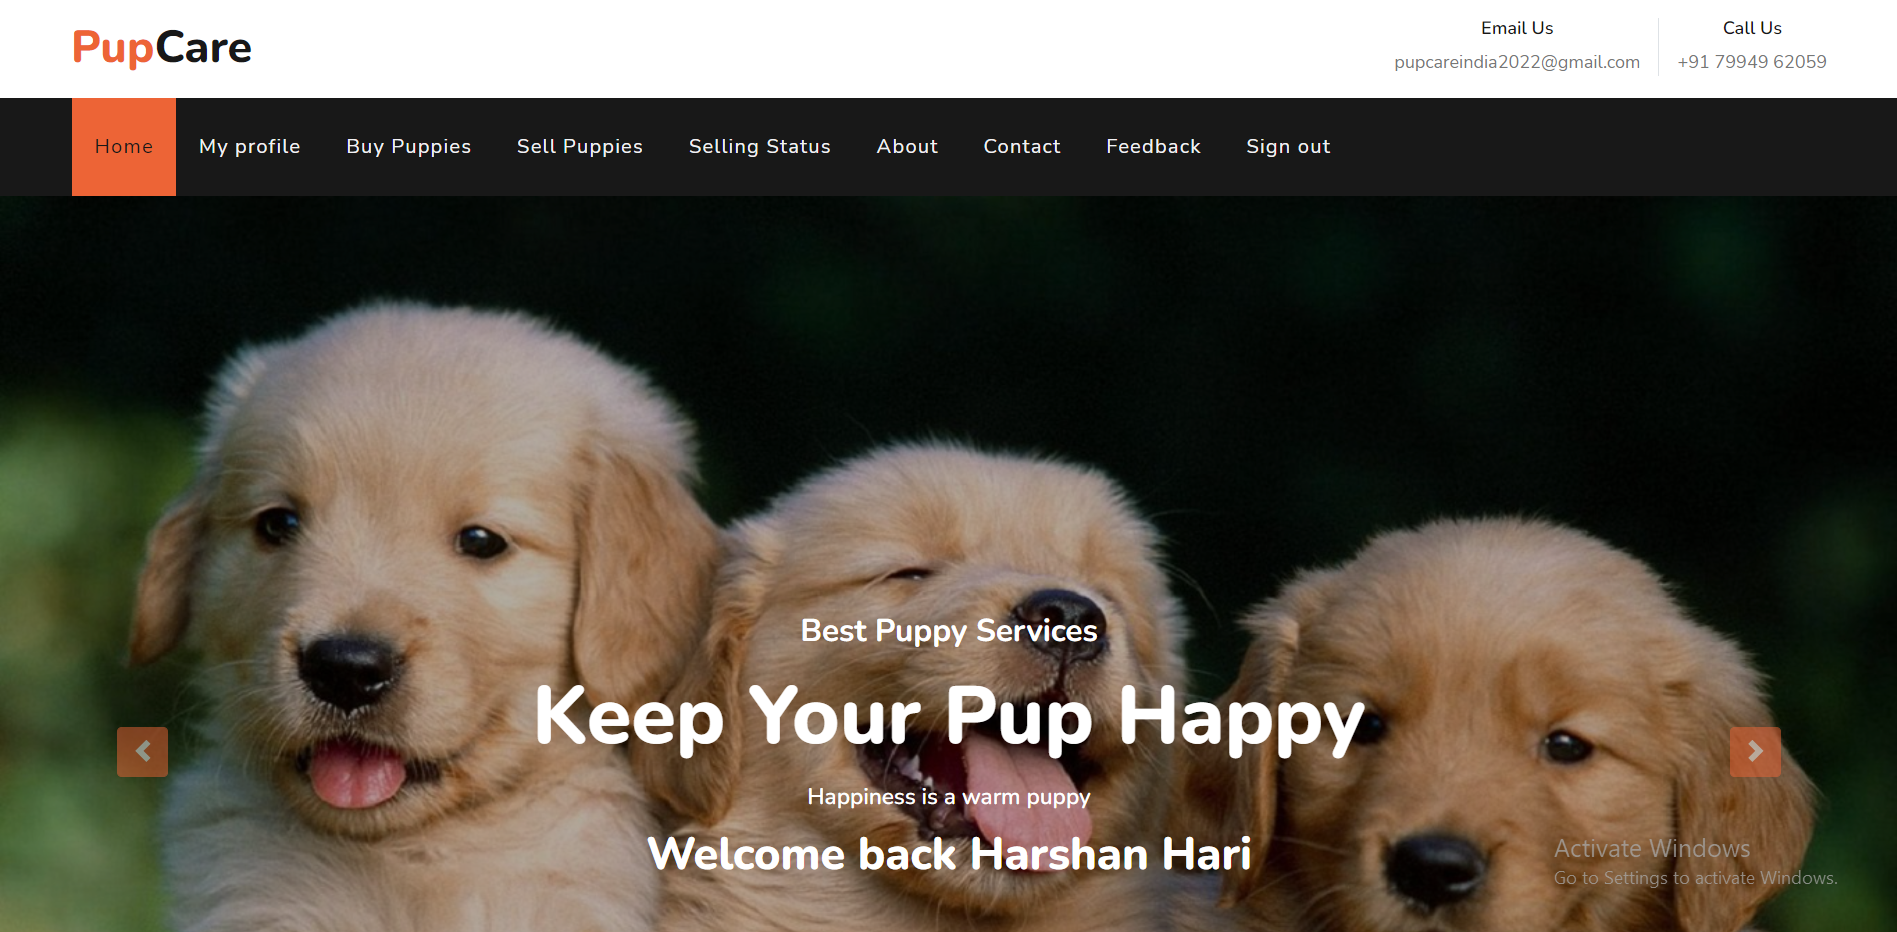 PupCare
Email Us
pupcareindia2022@gmail.com
Call Us
+91 79949 62059
Home
My profile
Buy Puppies
Sell Puppies
Selling Status
About
Contact
Feedback
Sign out
Best Puppy Services
Keep Your Pup Happy
Happiness is a warm puppy
Welcome back Harshan Hari
Activate Windows
Go to Settings to activate Windows.